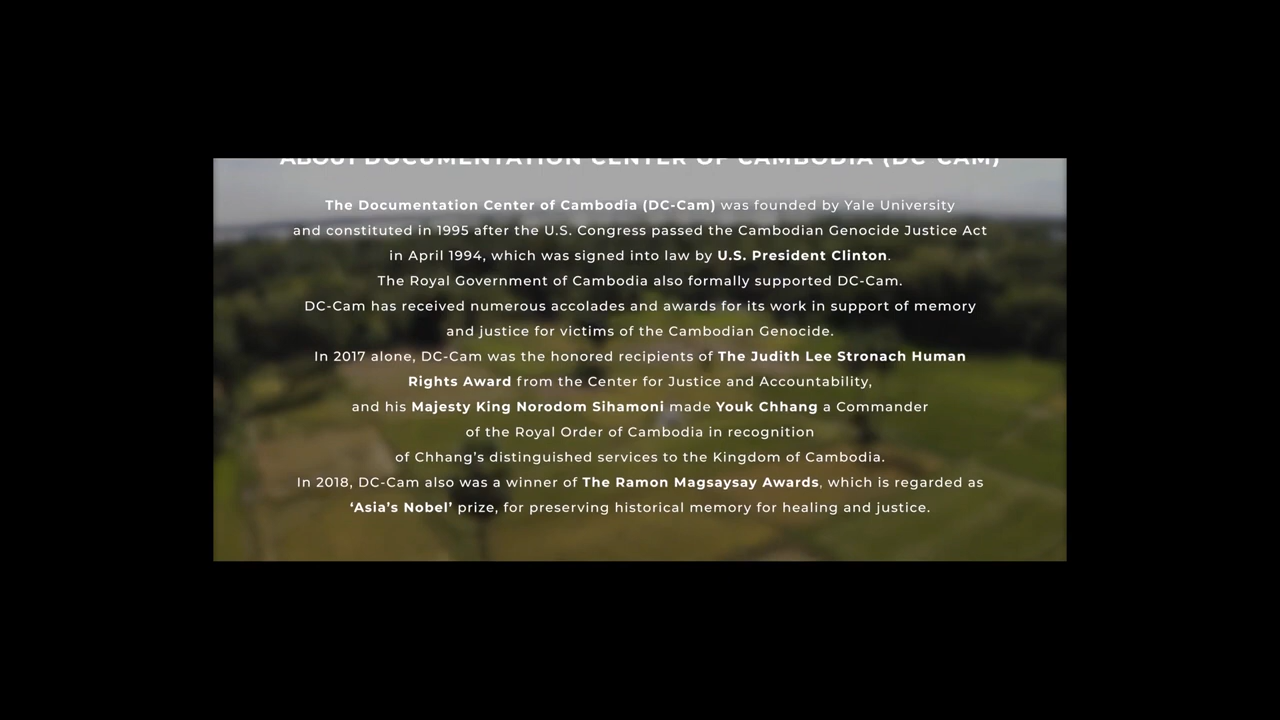 ABOUT DOCUMENTATION CENTER OF CAMBODIA (DC-CAM)
The Documentation Center of Cambodia (DC-Cam) was founded by Yale University
and constituted in 1995 after the U.S. Congress passed the Cambodian Genocide Justice Act
in April 1994, which was signed into law by U.S. President Clinton.
The Royal Government of Cambodia also formally supported DC-Cam.
DC-Cam has received numerous accolades and awards for its work in support of memory
and justice for victims of the Cambodian Genocide.
In 2017 alone, DC-Cam was the honored recipients of The Judith Lee Stronach Human
Rights Award from the Center for Justice and Accountability,
and his Majesty King Norodom Sihamoni made Youk Chhang a Commander
of the Royal Order of Cambodia in recognition
of Chhang's distinguished services to the Kingdom of Cambodia.
In 2018, DC-Cam also was a winner of The Ramon Magsaysay Awards, which is regarded as
‘Asia's Nobel’ prize, for preserving historical memory for healing and justice.